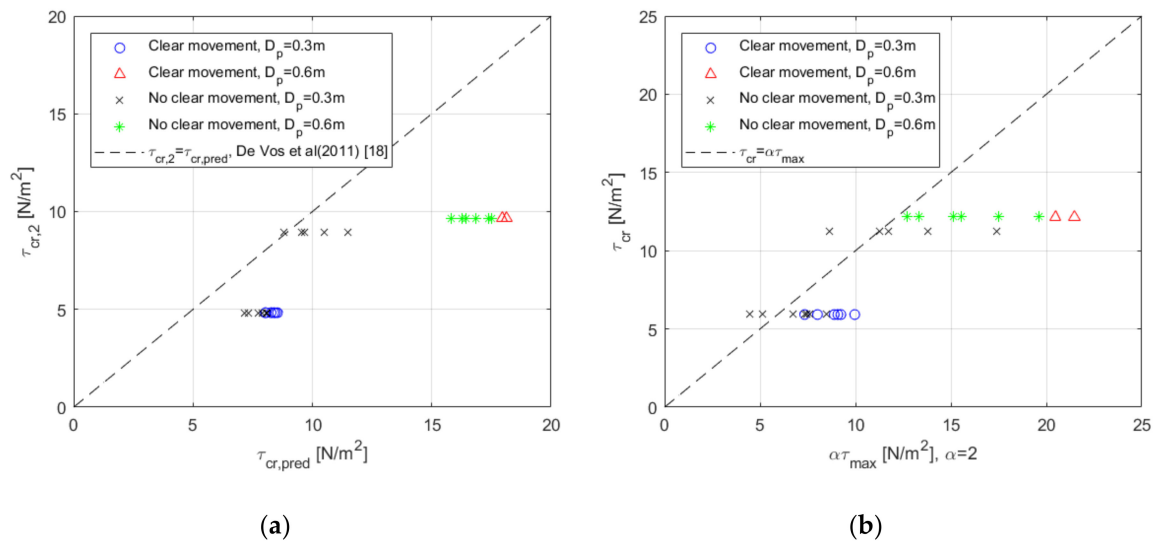 20
15
10
5
0
0 5 10 15 20
τcr,2 [N/m²]
τcr,pred [N/m²]
Clear movement, Dp=0.3m
Clear movement, Dp=0.6m
No clear movement, Dp=0.3m
No clear movement, Dp=0.6m
τcr,2=τcr,pred, De Vos et al(2011) [18]
(a)
25
20
15
10
5
0
0 5 10 15 20 25
τcr [N/m²]
ατmax [N/m²], α=2
Clear movement, Dp=0.3m
Clear movement, Dp=0.6m
No clear movement, Dp=0.3m
No clear movement, Dp=0.6m
τcr=ατmax
(b)